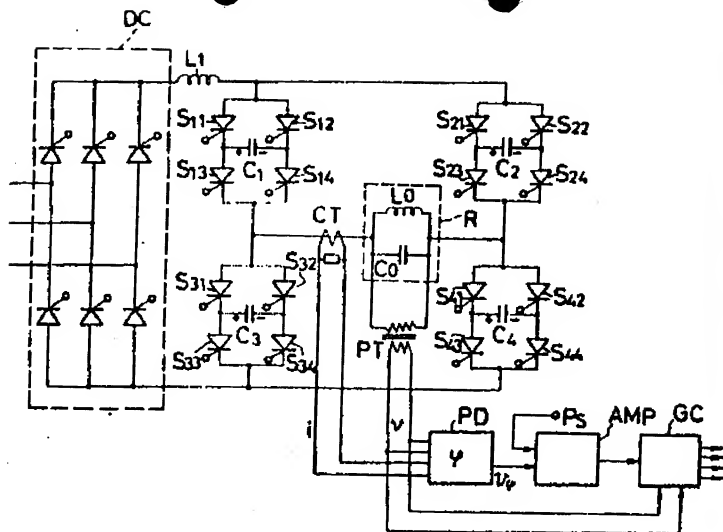 DC
L1
S11 S12
C1
S13 S14
S21 S22
C2
S23 S24
CT
L0
R
C0
S31 S32
C3
S33 S34
S41 S42
C4
S43 S44
PT
i
v
PD
φ
Vφ
PS
AMP
GC